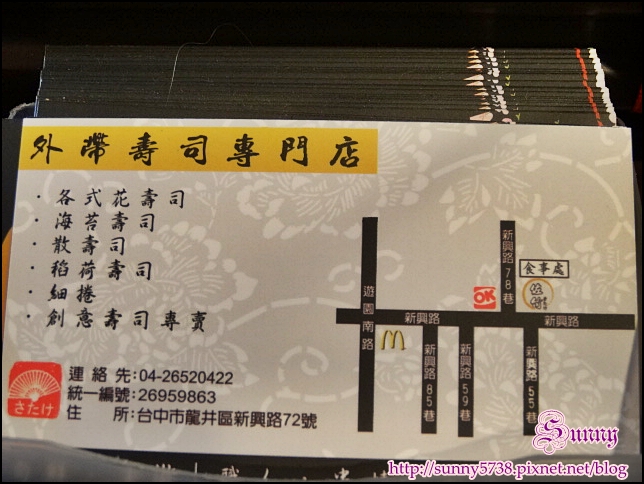 外帶壽司專門店
·各式花壽司
·海苔壽司
·散壽司
·稻荷壽司
·細捲
·創意壽司專賣
さたけ
連絡先:04-26520422
統一編號:26959863
住所:台中市龍井區新興路72號
遊園南路
新興路78巷
食事處
OK
新興路
新興路
M
新興路85巷
新興路59巷
新興路55巷
Sunny
http://sunny5738.pixnet.net/blog